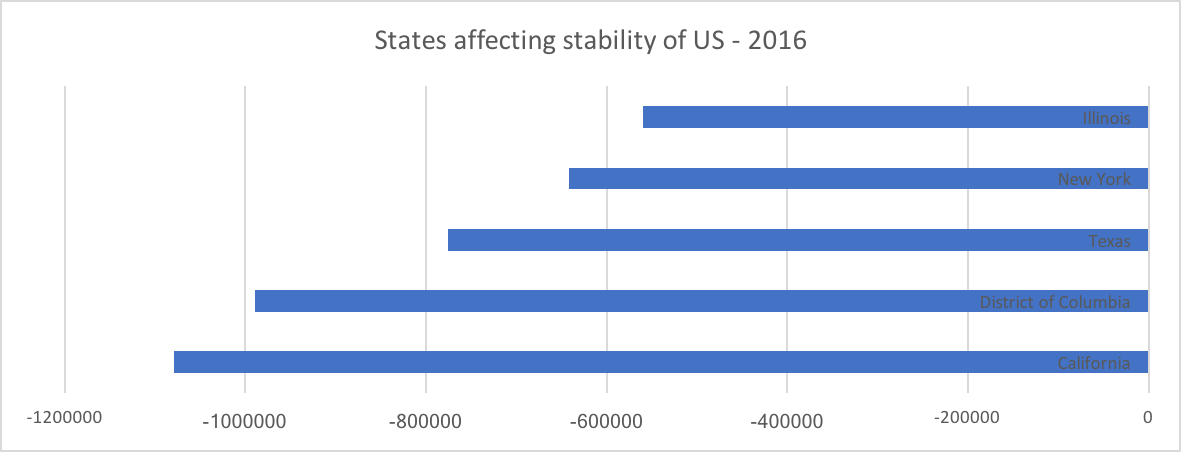 States affecting stability of US - 2016
Illinois
New York
Texas
District of Columbia
California
-1200000 -1000000 -800000 -600000 -400000 -200000 0